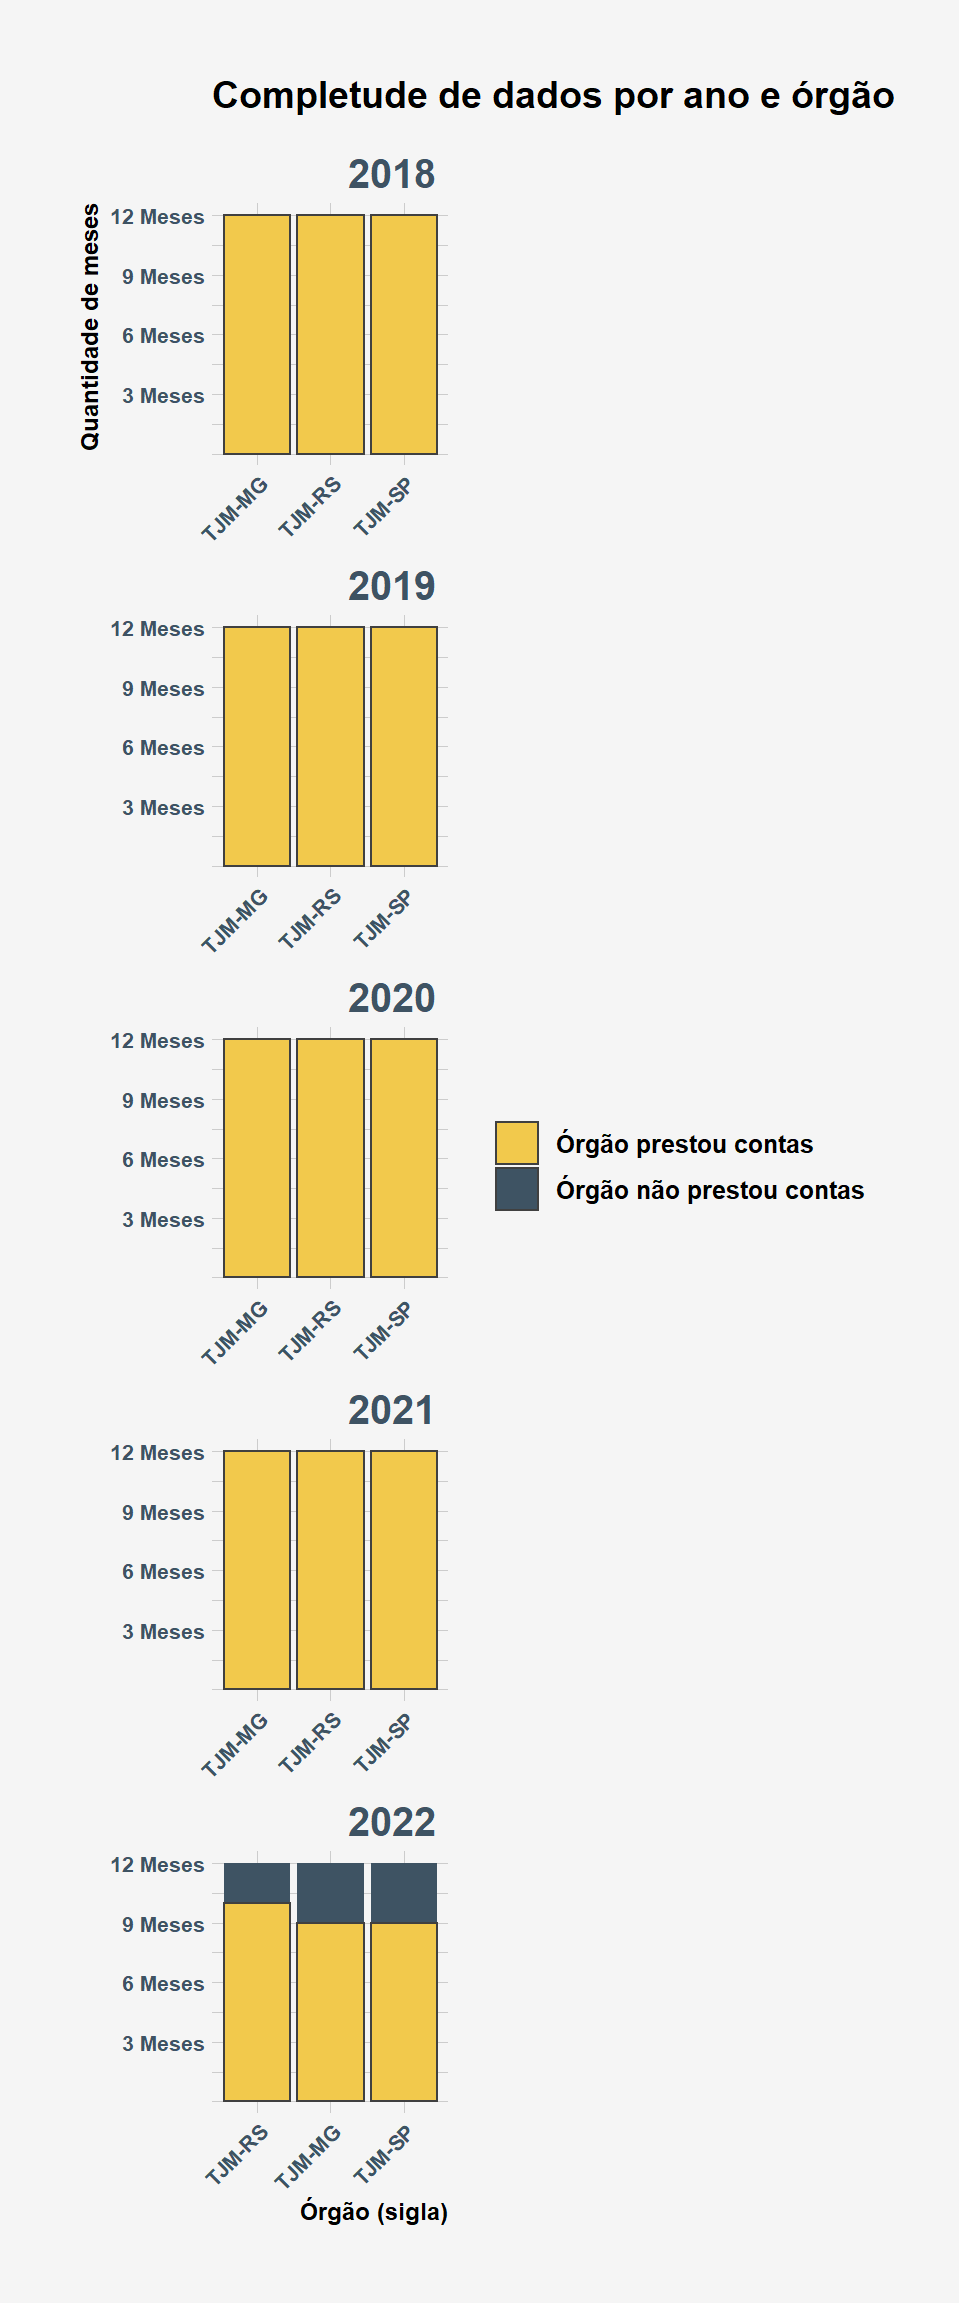 Completude de dados por ano e órgão
2018
Quantidade de meses
12 Meses
9 Meses
6 Meses
3 Meses
TJM-MG
TJM-RS
TJM-SP
2019
12 Meses
9 Meses
6 Meses
3 Meses
TJM-MG
TJM-RS
TJM-SP
2020
12 Meses
9 Meses
6 Meses
3 Meses
TJM-MG
TJM-RS
TJM-SP
Órgão prestou contas
Órgão não prestou contas
2021
12 Meses
9 Meses
6 Meses
3 Meses
TJM-MG
TJM-RS
TJM-SP
2022
12 Meses
9 Meses
6 Meses
3 Meses
TJM-RS
TJM-MG
TJM-SP
Órgão (sigla)